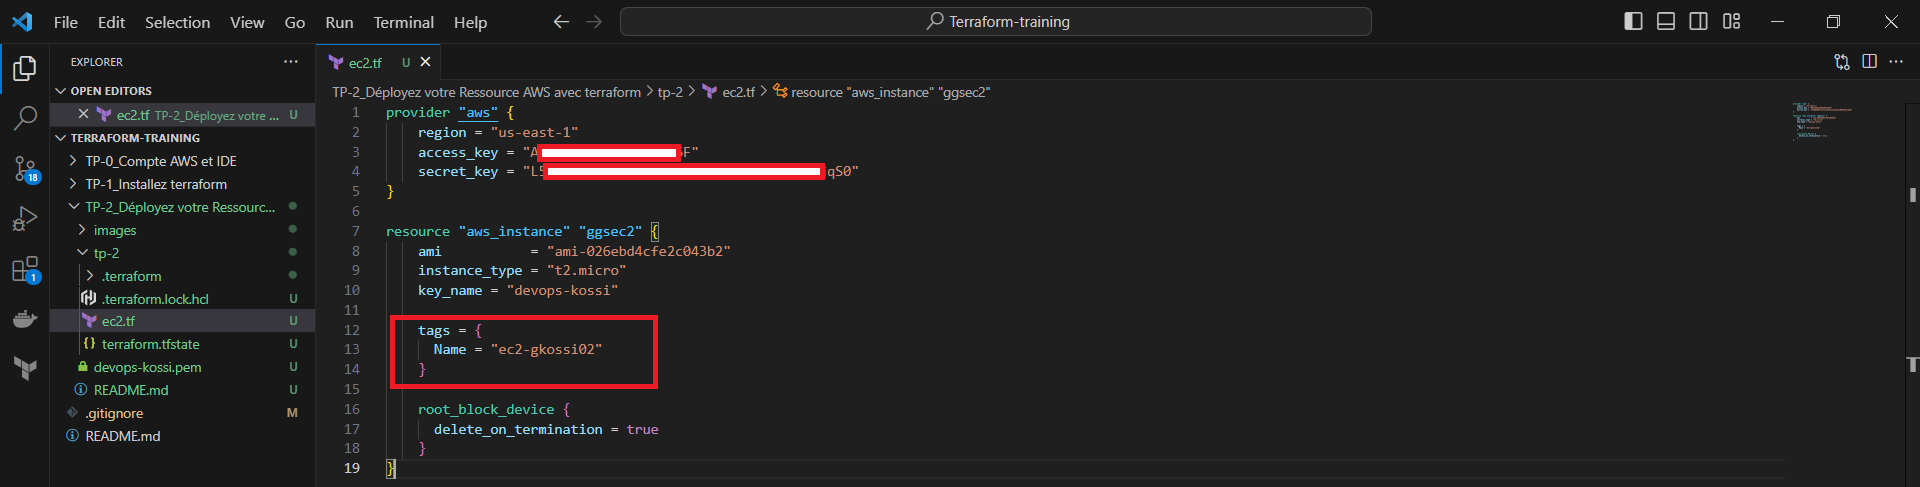 File Edit Selection View Go Run Terminal Help
Terraform-training
EXPLORER
OPEN EDITORS
ec2.tf TP-2_Déployez votre ... U
TERRAFORM-TRAINING
TP-0_Compte AWS et IDE
TP-1_Installez terraform
TP-2_Déployez votre Ressourc...
images
tp-2
.terraform
.terraform.lock.hcl U
ec2.tf U
terraform.tfstate U
devops-kossi.pem U
README.md U
.gitignore M
README.md
18
1
ec2.tf U
TP-2_Déployez votre Ressource AWS avec terraform > tp-2 > ec2.tf > resource "aws_instance" "ggsec2"
1 provider "aws" {
2 region = "us-east-1"
3 access_key = "A F"
4 secret_key = "L5 qS0"
5 }
6
7 resource "aws_instance" "ggsec2" {
8 ami = "ami-026ebd4cfe2c043b2"
9 instance_type = "t2.micro"
10 key_name = "devops-kossi"
11
12 tags = {
13 Name = "ec2-gkossi02"
14 }
15
16 root_block_device {
17 delete_on_termination = true
18 }
19 }